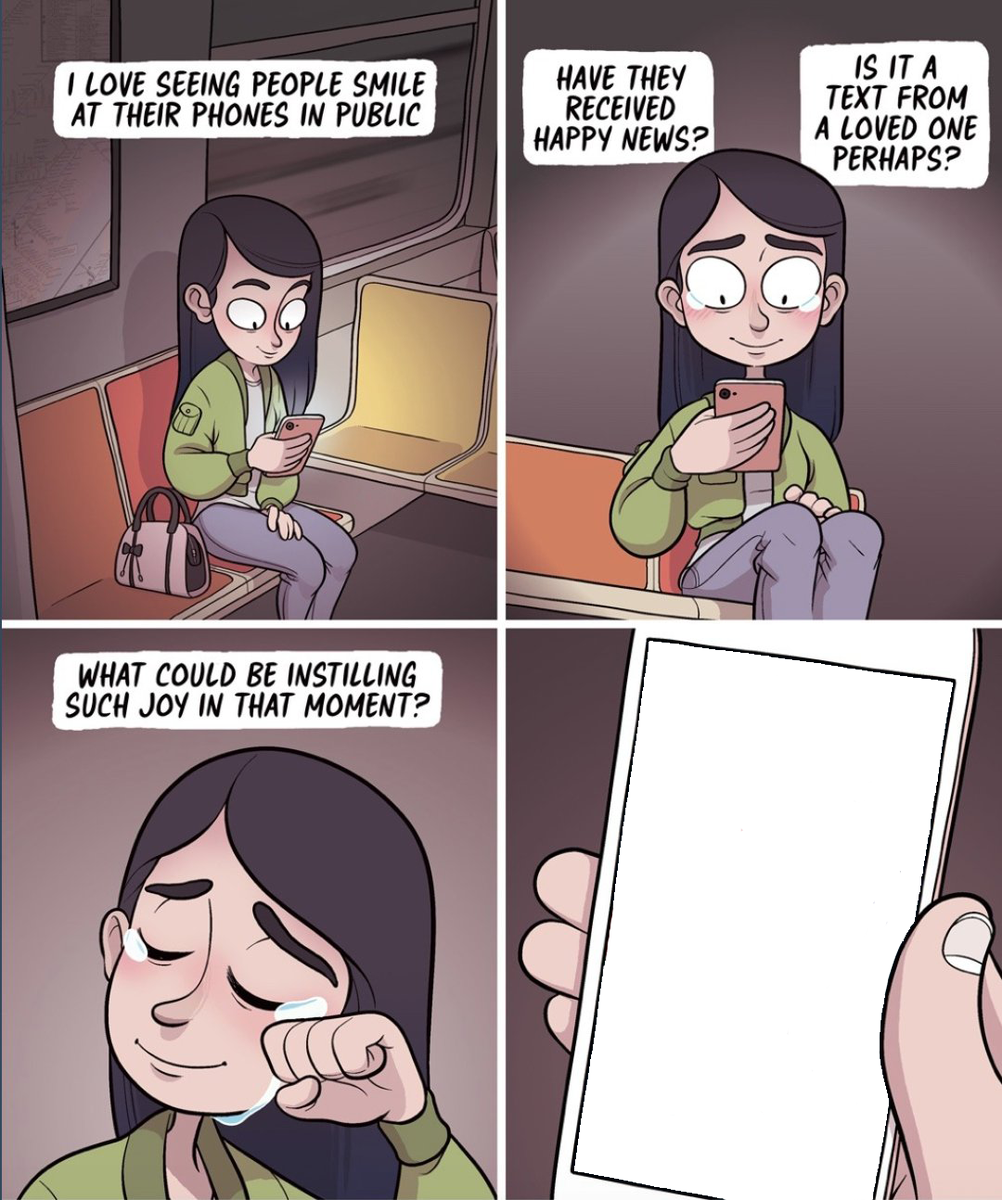 I LOVE SEEING PEOPLE SMILE
AT THEIR PHONES IN PUBLIC
HAVE THEY
RECEIVED
HAPPY NEWS?
IS IT A
TEXT FROM
A LOVED ONE
PERHAPS?
WHAT COULD BE INSTILLING
SUCH JOY IN THAT MOMENT?